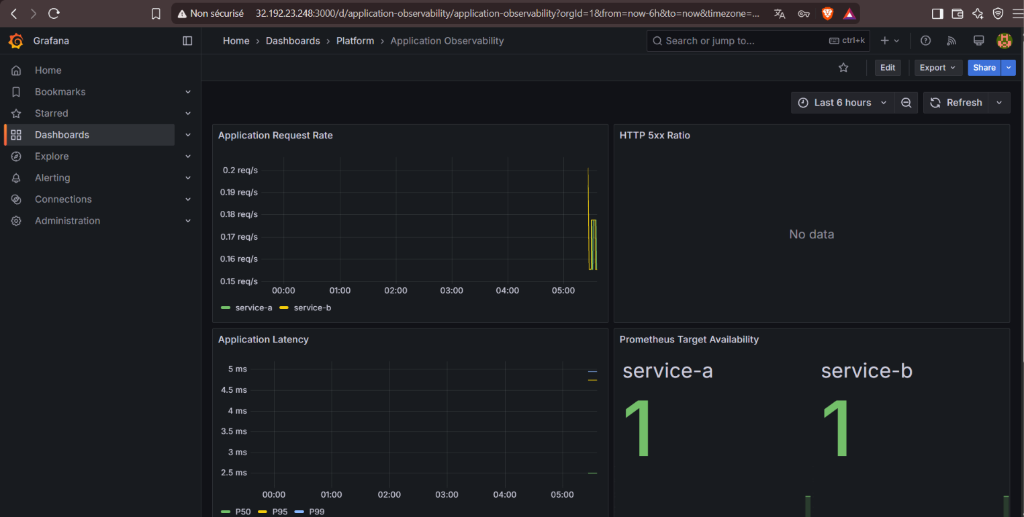 Non sécurisé 32.192.23.248:3000/d/application-observability/application-observability?orgId=1&from=now-6h&to=now&timezone=...
Grafana
Home > Dashboards > Platform > Application Observability
Search or jump to... ctrl+k
Home
Bookmarks
Starred
Dashboards
Explore
Alerting
Connections
Administration
Edit Export Share
Last 6 hours Refresh
Application Request Rate
0.2 req/s
0.19 req/s
0.18 req/s
0.17 req/s
0.16 req/s
0.15 req/s
00:00 01:00 02:00 03:00 04:00 05:00
service-a service-b
HTTP 5xx Ratio
No data
Application Latency
5 ms
4.5 ms
4 ms
3.5 ms
3 ms
2.5 ms
00:00 01:00 02:00 03:00 04:00 05:00
P50 P95 P99
Prometheus Target Availability
service-a service-b
1 1